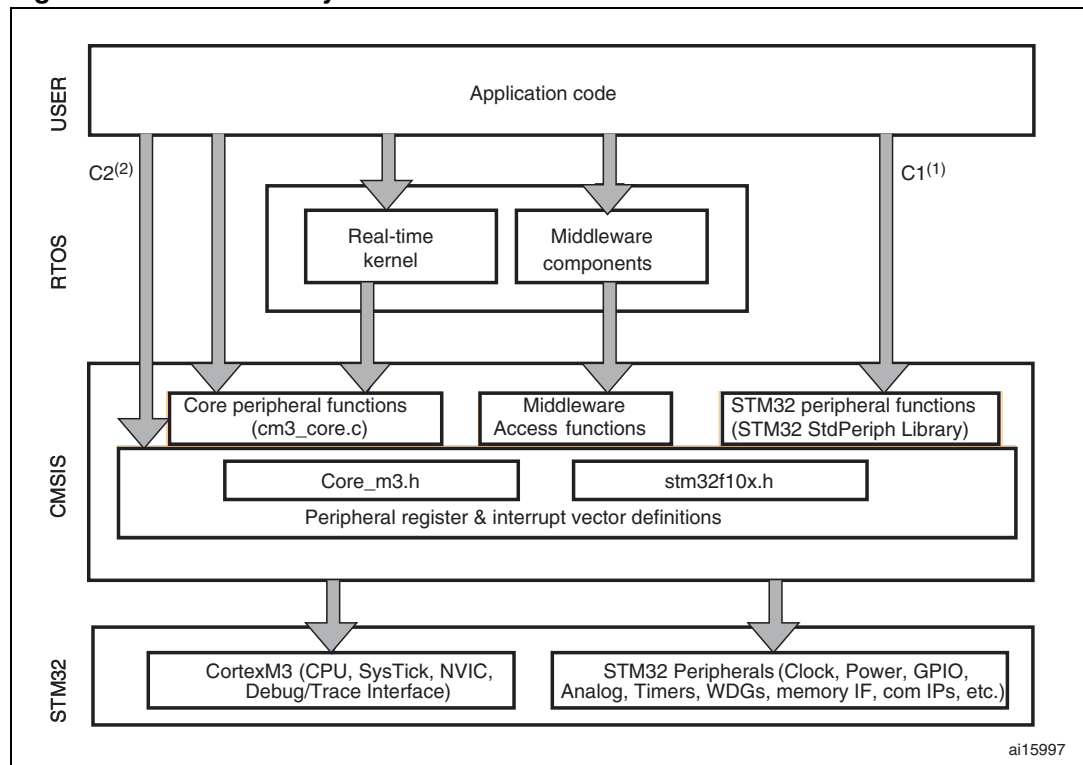 USER
Application code
C2(2)
C1(1)
RTOS
Real-time
kernel
Middleware
components
CMSIS
Core peripheral functions
(cm3_core.c)
Middleware
Access functions
STM32 peripheral functions
(STM32 StdPeriph Library)
Core_m3.h
stm32f10x.h
Peripheral register & interrupt vector definitions
STM32
CortexM3 (CPU, SysTick, NVIC,
Debug/Trace Interface)
STM32 Peripherals (Clock, Power, GPIO,
Analog, Timers, WDGs, memory IF, com IPs, etc.)
ai15997